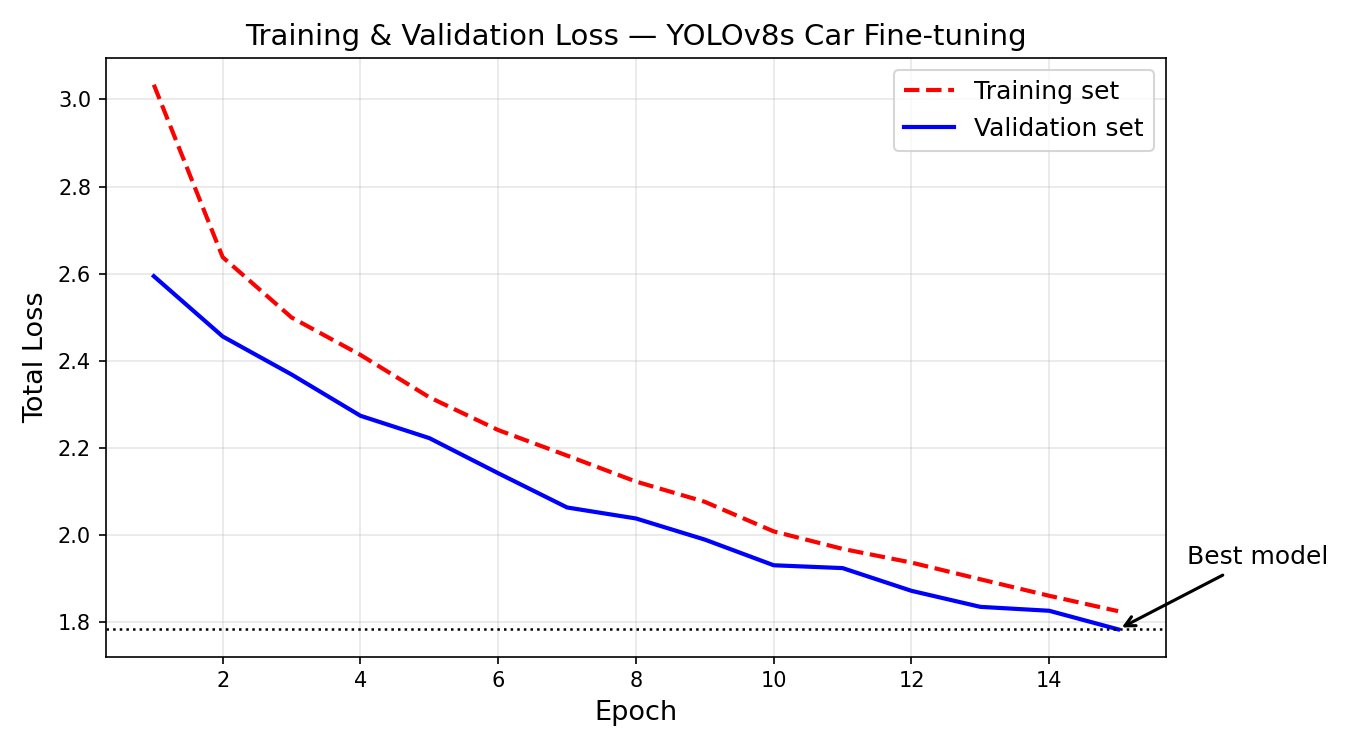 Training & Validation Loss — YOLOv8s Car Fine-tuning
Training set
Validation set
Total Loss
3.0
2.8
2.6
2.4
2.2
2.0
1.8
Best model
2 4 6 8 10 12 14
Epoch